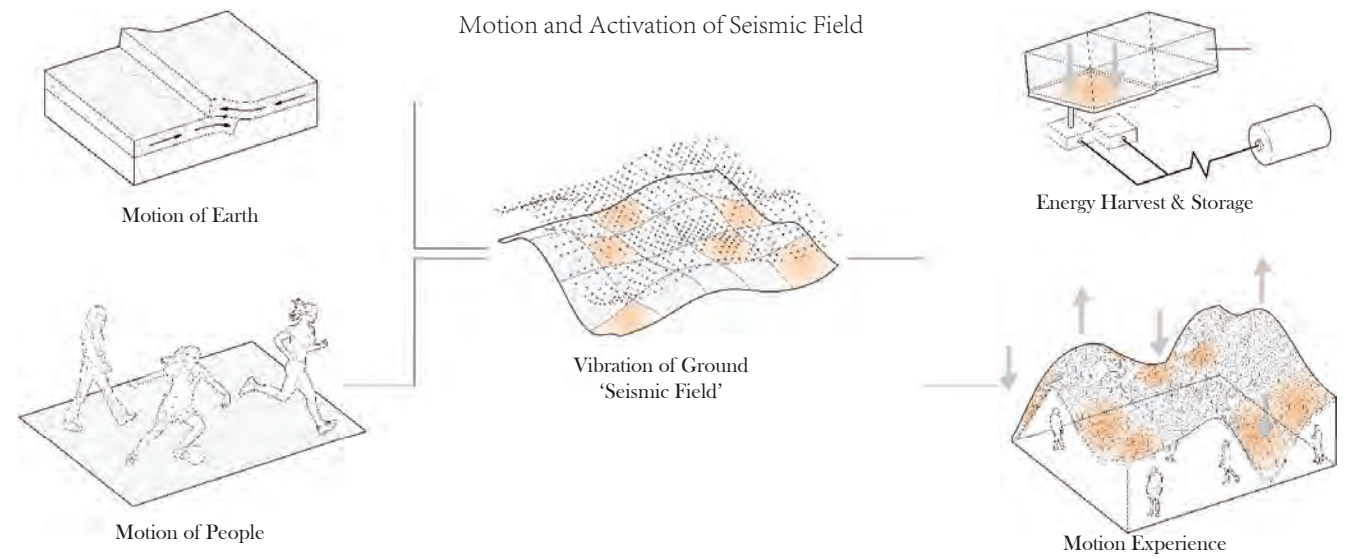 Motion and Activation of Seismic Field
Motion of Earth
Energy Harvest & Storage
Vibration of Ground
‘Seismic Field’
Motion of People
Motion Experience